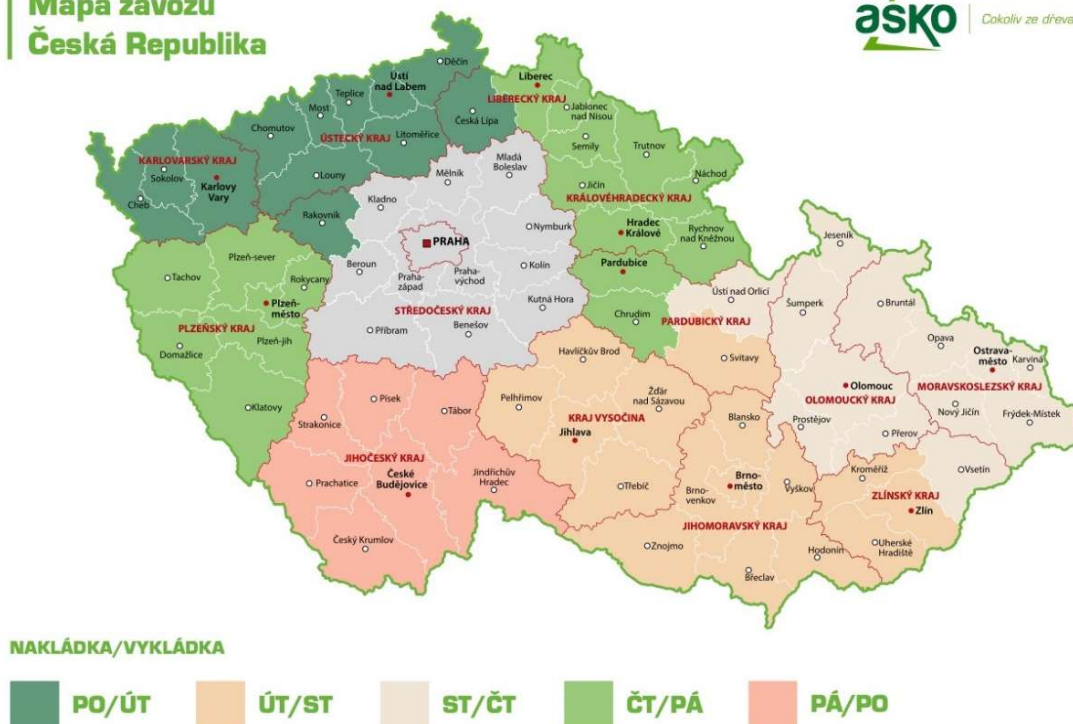 Mapa závozu
Česká Republika
aško
Cokoliv ze dřeva
Děčín
Ústí
nad Labem
Teplice
Most
Chomutov
ÚSTECKÝ KRAJ
Litoměřice
Česká Lípa
Louny
Liberec
LIBERECKÝ KRAJ
Jablonec
nad Nisou
Semily
Trutnov
Náchod
Jičín
KRÁLOVÉHRADECKÝ KRAJ
Hradec
Králové
Rychnov
nad Kněžnou
KARLOVARSKÝ KRAJ
Sokolov
Karlovy
Vary
Cheb
Rakovník
Mladá
Boleslav
Mělník
Kladno
Nymburk
PRAHA
Beroun
Praha-
západ
Praha-
východ
Kolín
Kutná Hora
STŘEDOČESKÝ KRAJ
Příbram
Benešov
Tachov
Plzeň-sever
Rokycany
Plzeň-
město
PLZEŇSKÝ KRAJ
Plzeň-jih
Domažlice
Klatovy
Pardubice
Chrudim
Ústí nad Orlicí
PARDUBICKÝ KRAJ
Svitavy
Jeseník
Šumperk
Bruntál
Opava
Ostrava-
město
Karviná
MORAVSKOSLEZSKÝ KRAJ
Olomouc
OLOMOUCKÝ KRAJ
Nový Jičín
Frýdek-Místek
Prostějov
Přerov
Vsetín
Havlíčkův Brod
Pelhřimov
Žďár
nad Sázavou
KRAJ VYSOČINA
Jihlava
Třebíč
Písek
Tábor
Strakonice
JIHOČESKÝ KRAJ
České
Budějovice
Jindřichův
Hradec
Prachatice
Český Krumlov
Blansko
Brno-
město
Brno-
venkov
Vyškov
JIHOMORAVSKÝ KRAJ
Znojmo
Břeclav
Hodonín
Kroměříž
ZLÍNSKÝ KRAJ
Zlín
Uherské
Hradiště
NAKLÁDKA/VYKLÁDKA
PO/ÚT
ÚT/ST
ST/ČT
ČT/PÁ
PÁ/PO